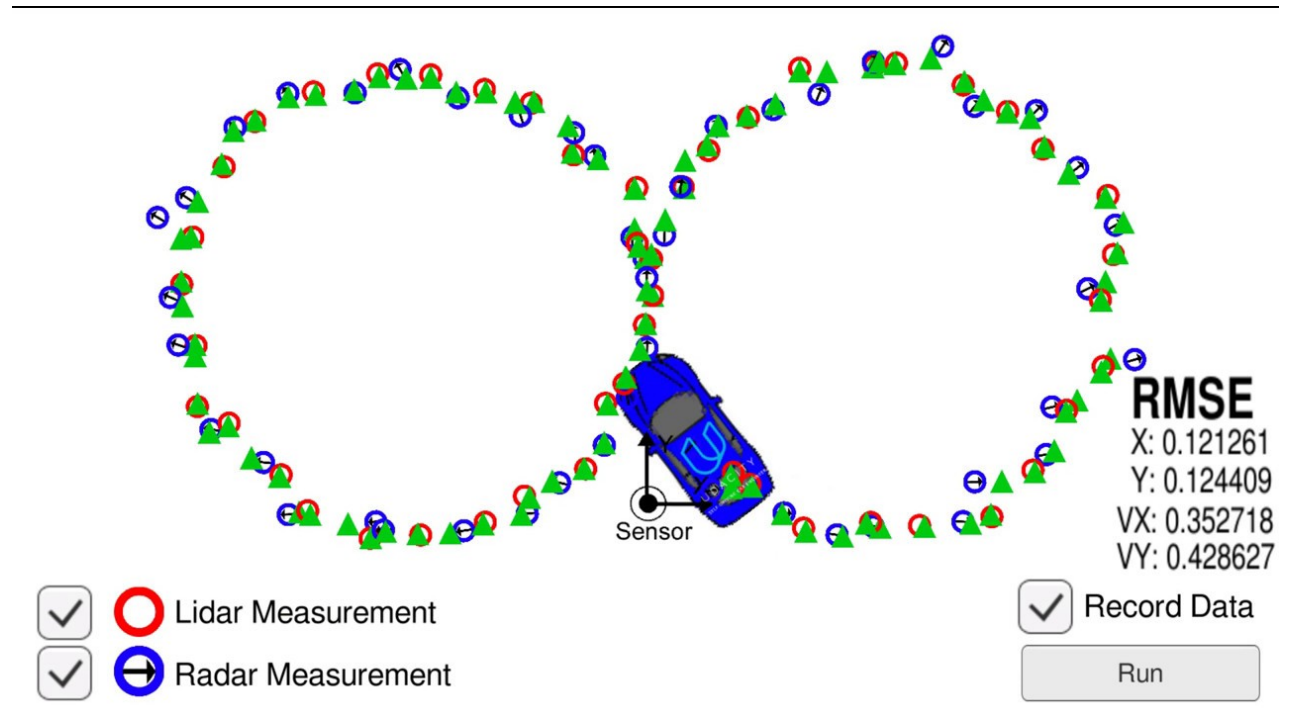 RMSE
X: 0.121261
Y: 0.124409
VX: 0.352718
VY: 0.428627
Sensor
Lidar Measurement
Record Data
Radar Measurement
Run